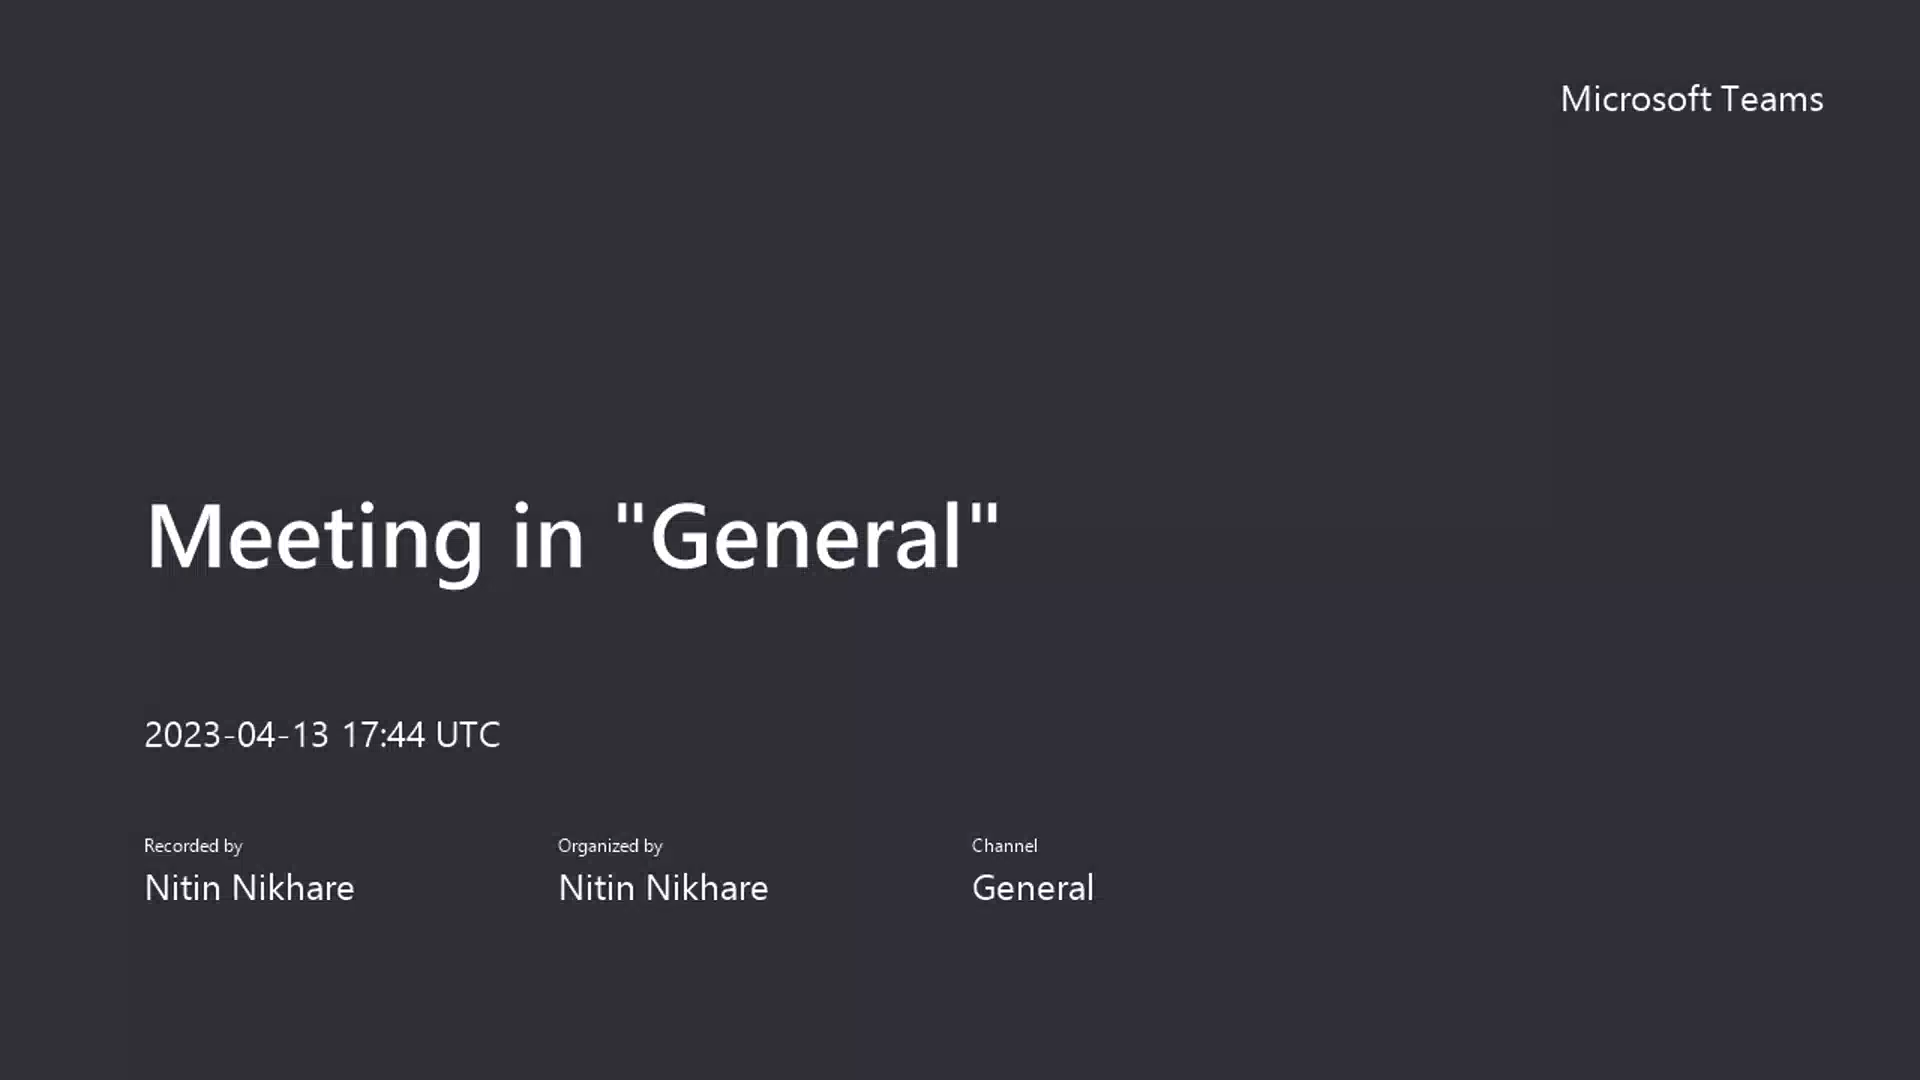 Microsoft Teams
Meeting in "General"
2023-04-13 17:44 UTC
Recorded by
Nitin Nikhare
Organized by
Nitin Nikhare
Channel
General